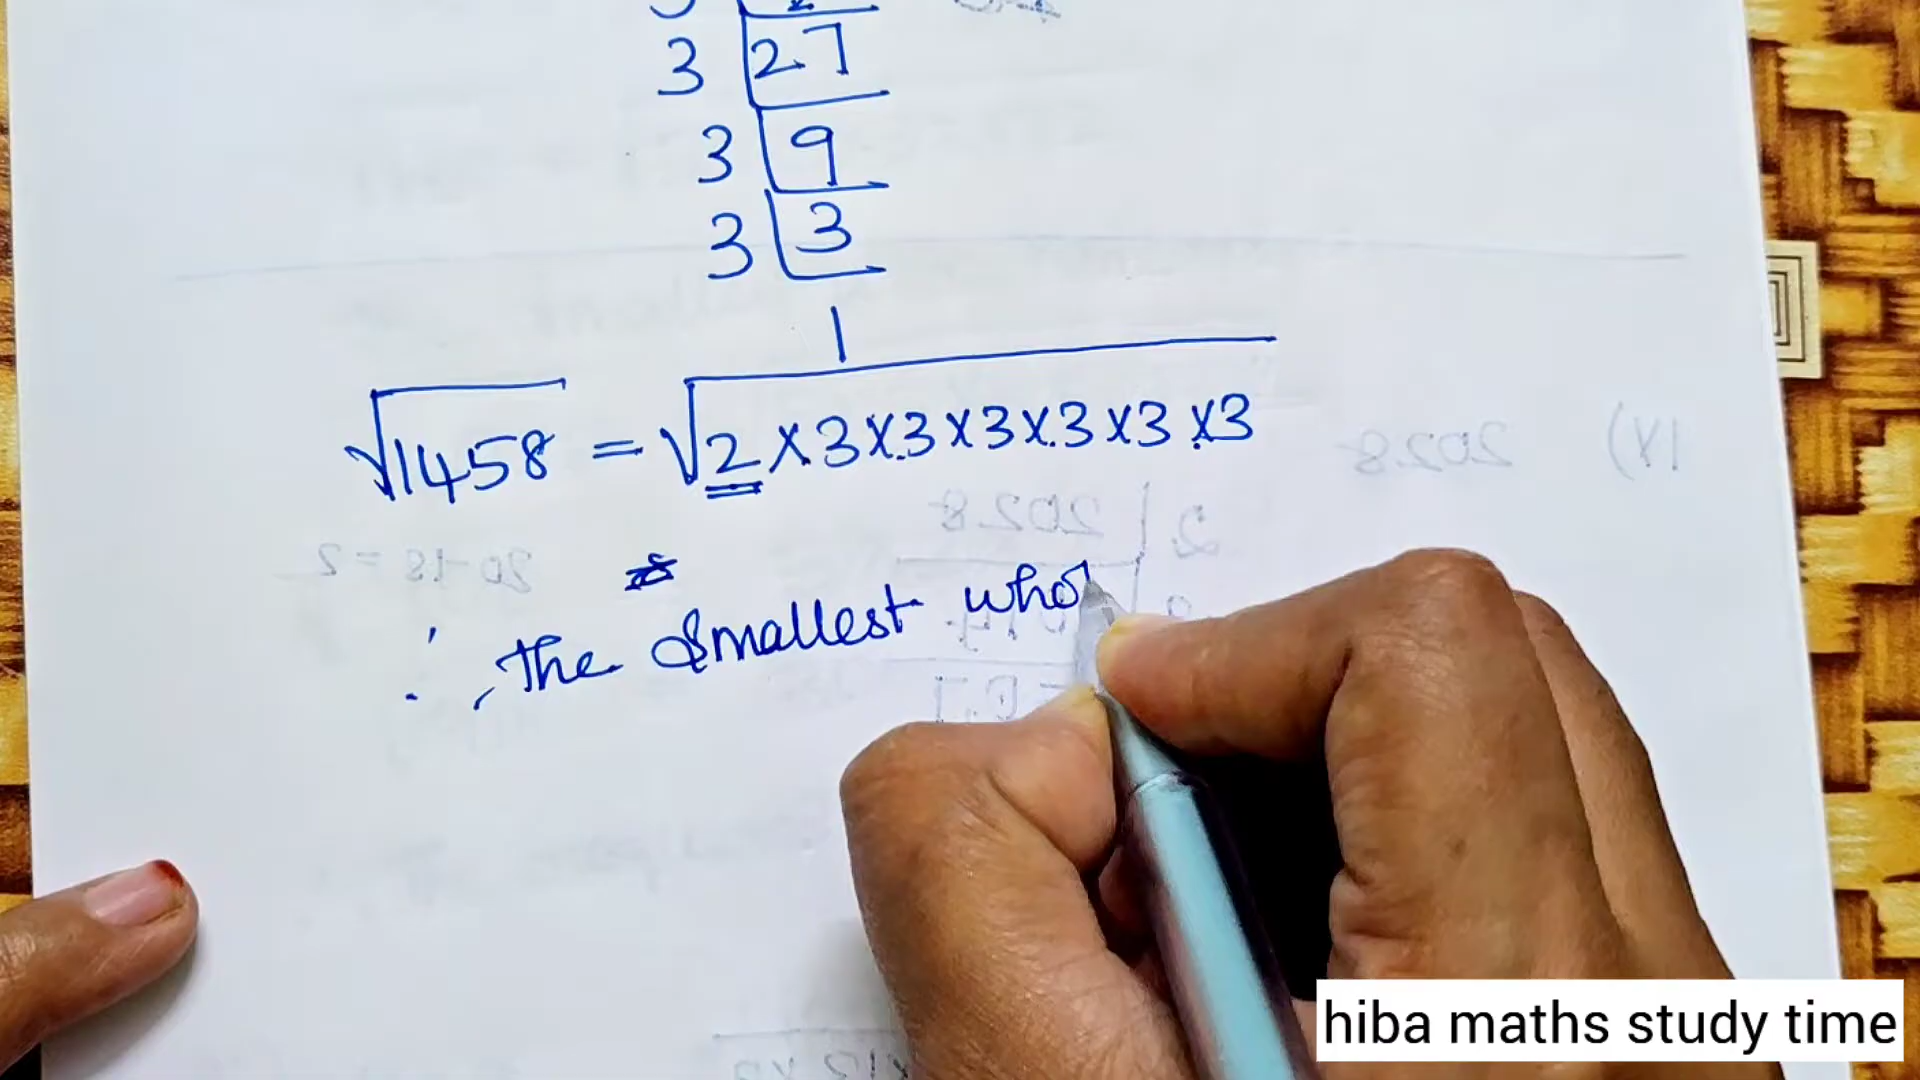 3 27
3 9
3 3
1
√1458 = √2×3×3×3×3×3×3
∴ The Smallest who
hiba maths study time